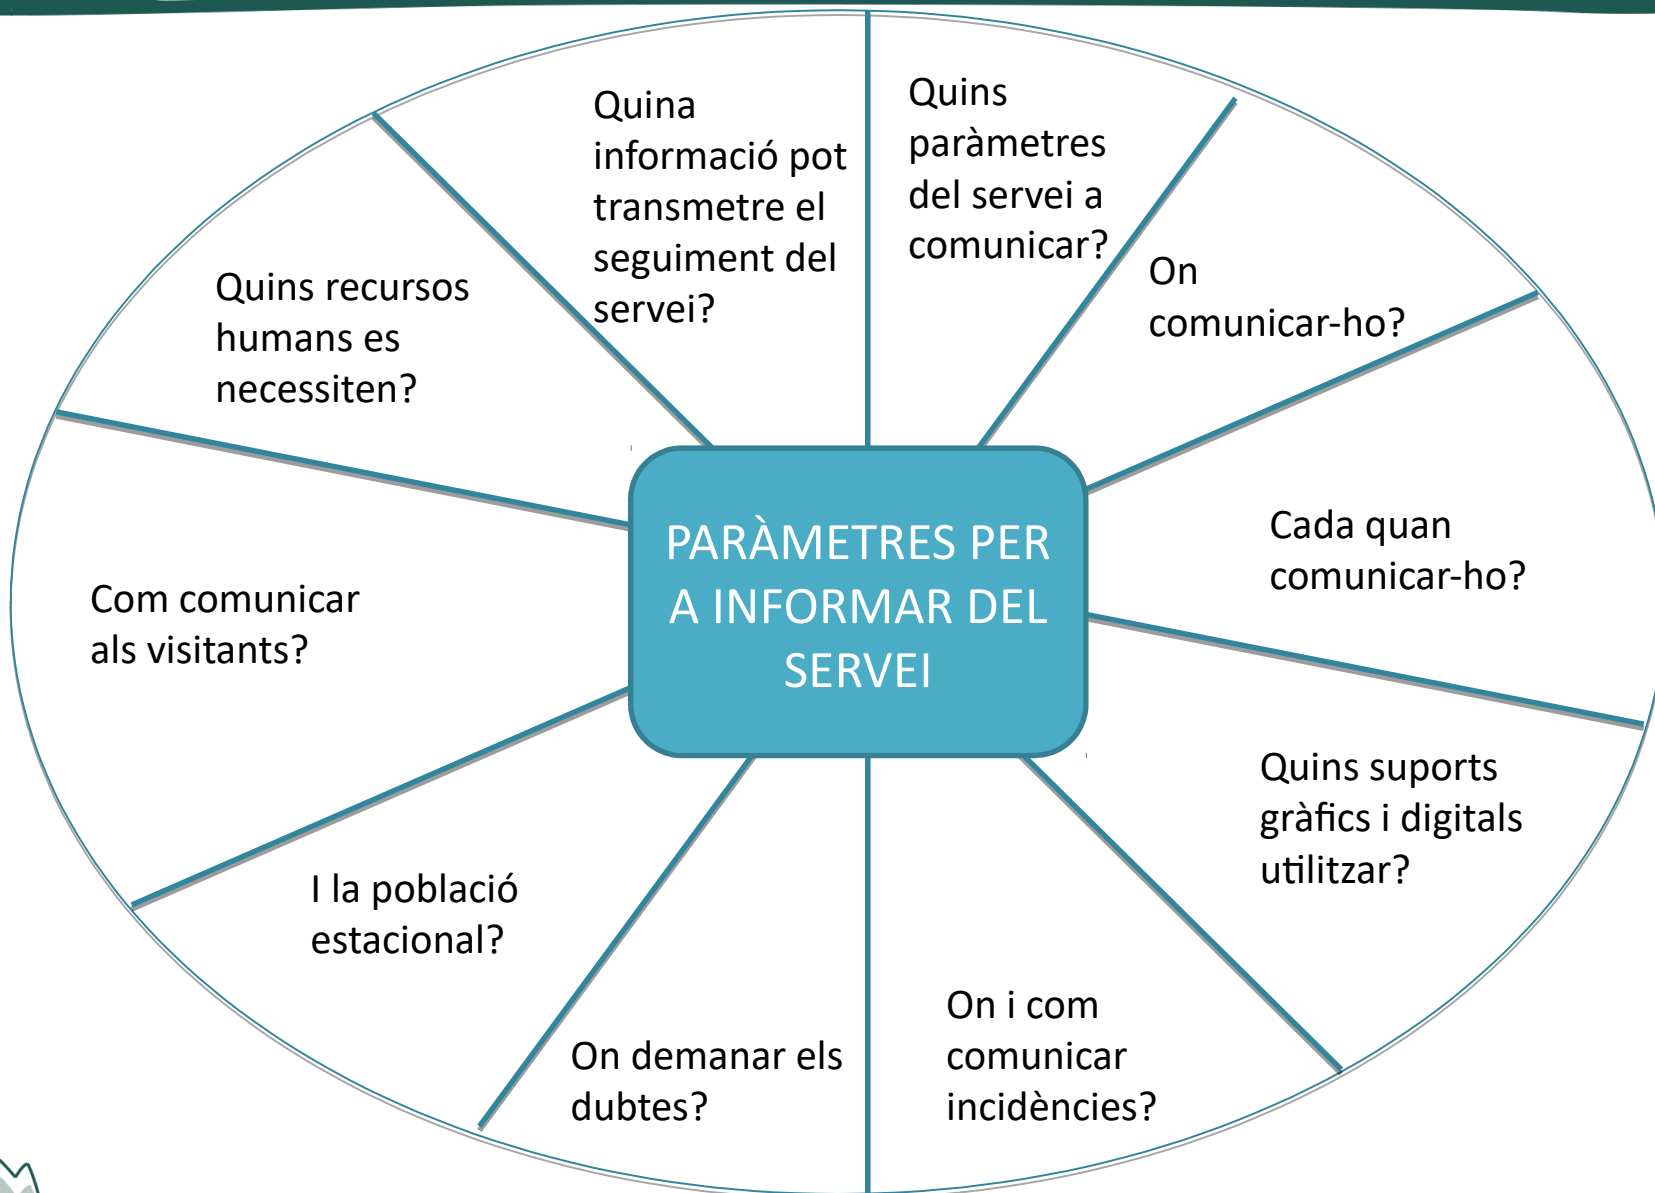 Quina
informació pot
transmetre el
seguiment del
servei?
Quins
paràmetres
del servei a
comunicar?
On
comunicar-ho?
Cada quan
comunicar-ho?
Quins suports
gràfics i digitals
utilitzar?
On i com
comunicar
incidències?
On demanar els
dubtes?
I la població
estacional?
Com comunicar
als visitants?
Quins recursos
humans es
necessiten?
PARÀMETRES PER
A INFORMAR DEL
SERVEI